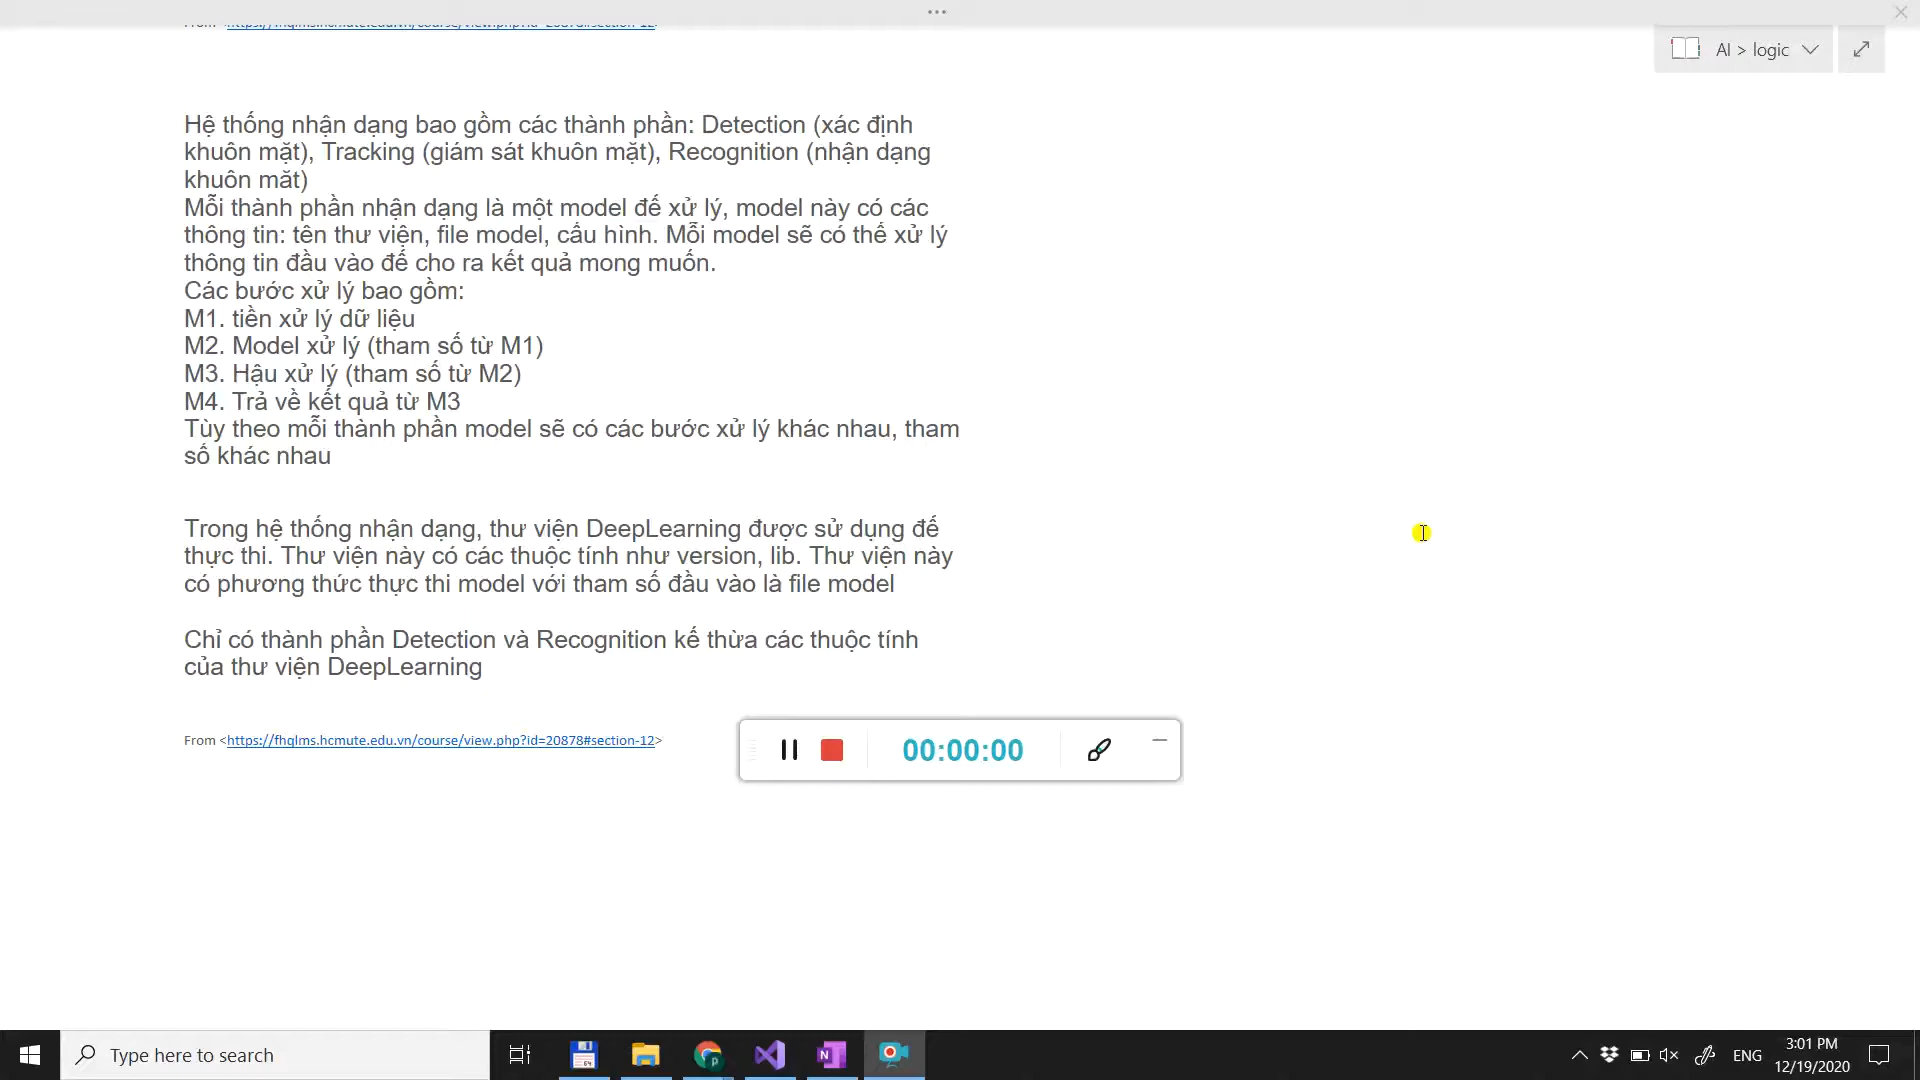 AI > logic
Hệ thống nhận dạng bao gồm các thành phần: Detection (xác định
khuôn mặt), Tracking (giám sát khuôn mặt), Recognition (nhận dạng
khuôn măt)
Mỗi thành phần nhận dạng là một model để xử lý, model này có các
thông tin: tên thư viện, file model, cấu hình. Mỗi model sẽ có thể xử lý
thông tin đầu vào để cho ra kết quả mong muốn.
Các bước xử lý bao gồm:
M1. tiền xử lý dữ liệu
M2. Model xử lý (tham số từ M1)
M3. Hậu xử lý (tham số từ M2)
M4. Trả về kết quả từ M3
Tùy theo mỗi thành phần model sẽ có các bước xử lý khác nhau, tham
số khác nhau
Trong hệ thống nhận dạng, thư viện DeepLearning được sử dụng để
thực thi. Thư viện này có các thuộc tính như version, lib. Thư viện này
có phương thức thực thi model với tham số đầu vào là file model
Chỉ có thành phần Detection và Recognition kế thừa các thuộc tính
của thư viện DeepLearning
From <https://fhqlms.hcmute.edu.vn/course/view.php?id=20878#section-12>
00:00:00
Type here to search
ENG
3:01 PM
12/19/2020